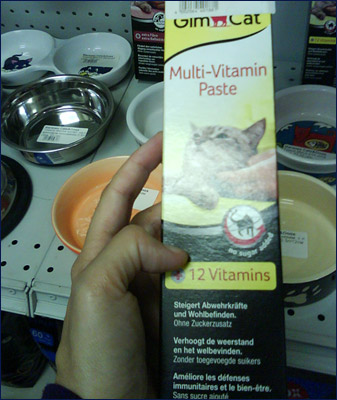 GimCat
Multi-Vitamin
Paste
no sugar added
+ 12 Vitamins
Steigert Abwehrkräfte
und Wohlbefinden.
Ohne Zuckerzusatz
Verhoogt de weerstand
en het welbevinden.
Zonder toegevoegde suikers
Améliore les défenses
immunitaires et le bien-être.
Sans sucre ajouté